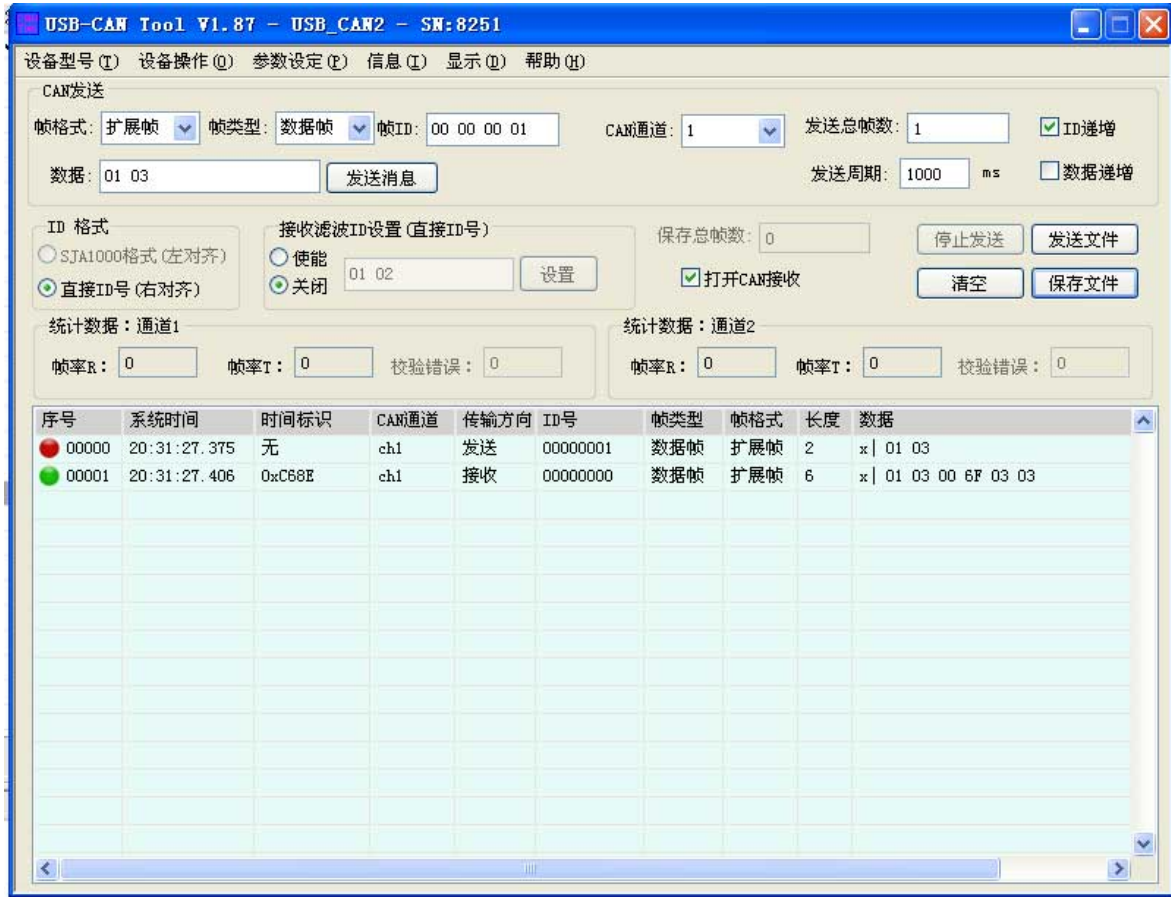 USB-CAN Tool V1.87 - USB_CAN2 - SN:8251
设备型号(T) 设备操作(O) 参数设定(P) 信息(I) 显示(D) 帮助(H)
CAN发送
帧格式: 扩展帧 帧类型: 数据帧 帧ID: 00 00 00 01 CAN通道: 1 发送总帧数: 1 ID递增
数据: 01 03 发送消息 发送周期: 1000 ms 数据递增
ID 格式 接收滤波ID设置(直接ID号) 保存总帧数: 0 停止发送 发送文件
SJA1000格式(左对齐) 使能
01 02 设置
直接ID号(右对齐) 关闭 打开CAN接收 清空 保存文件
统计数据：通道1 统计数据：通道2
帧率R： 0 帧率T： 0 校验错误： 0 帧率R： 0 帧率T： 0 校验错误： 0
序号 系统时间 时间标识 CAN通道 传输方向 ID号 帧类型 帧格式 长度 数据
00000 20:31:27.375 无 ch1 发送 00000001 数据帧 扩展帧 2 x| 01 03
00001 20:31:27.406 0xC68E ch1 接收 00000000 数据帧 扩展帧 6 x| 01 03 00 6F 03 03